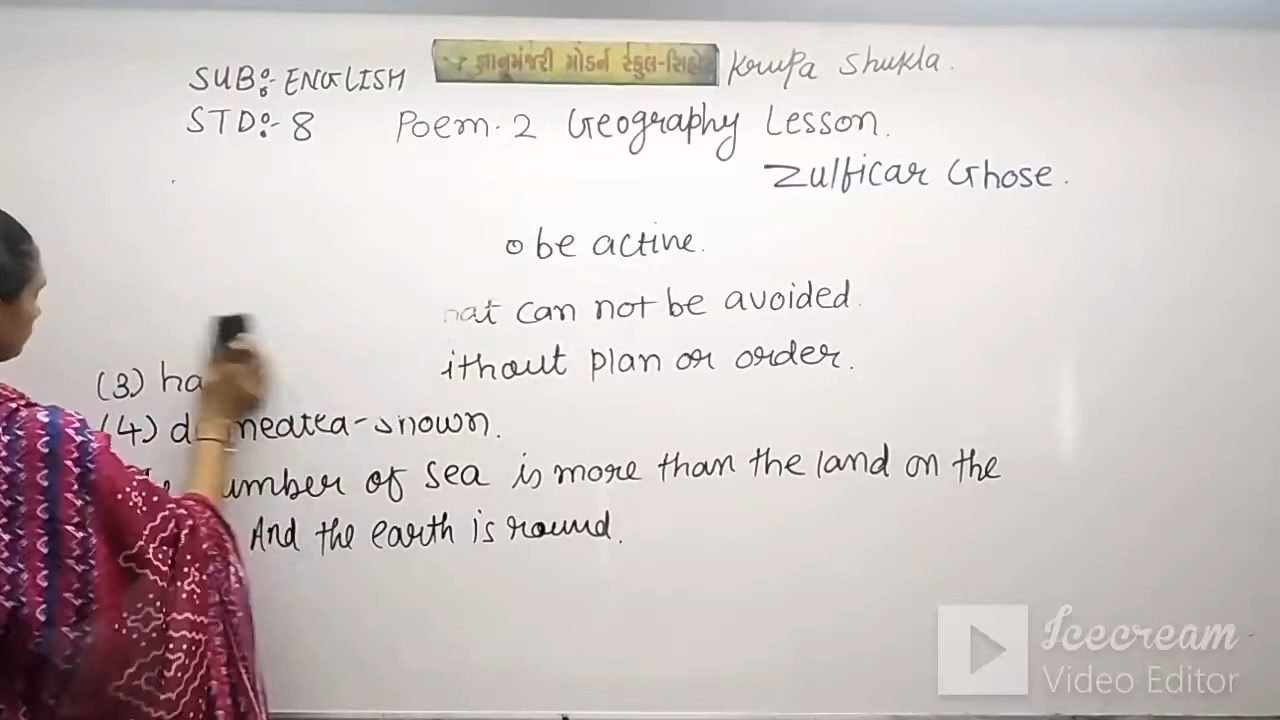 SUB:- ENGLISH
જ્ઞાનમંજરી મોડર્ન સ્કુલ-સિહોર
Krupa Shukla.
STD:- 8 Poem. 2 Geography Lesson.
Zulficar Ghose.
o be active.
hat can not be avoided.
(3) ha ithout plan or order.
(4) d neated-shown.
umber of sea is more than the land on the
And the earth is round.
Icecream
Video Editor